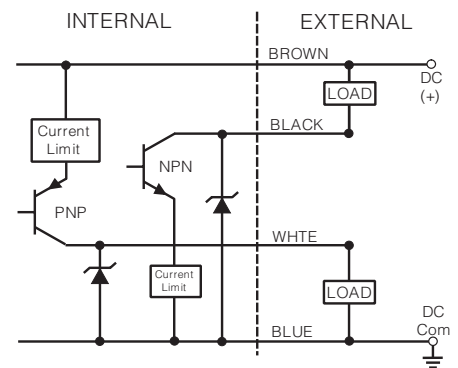 INTERNAL
EXTERNAL
BROWN
DC
(+)
LOAD
BLACK
Current
Limit
NPN
PNP
WHTE
Current
Limit
LOAD
DC
Com
BLUE